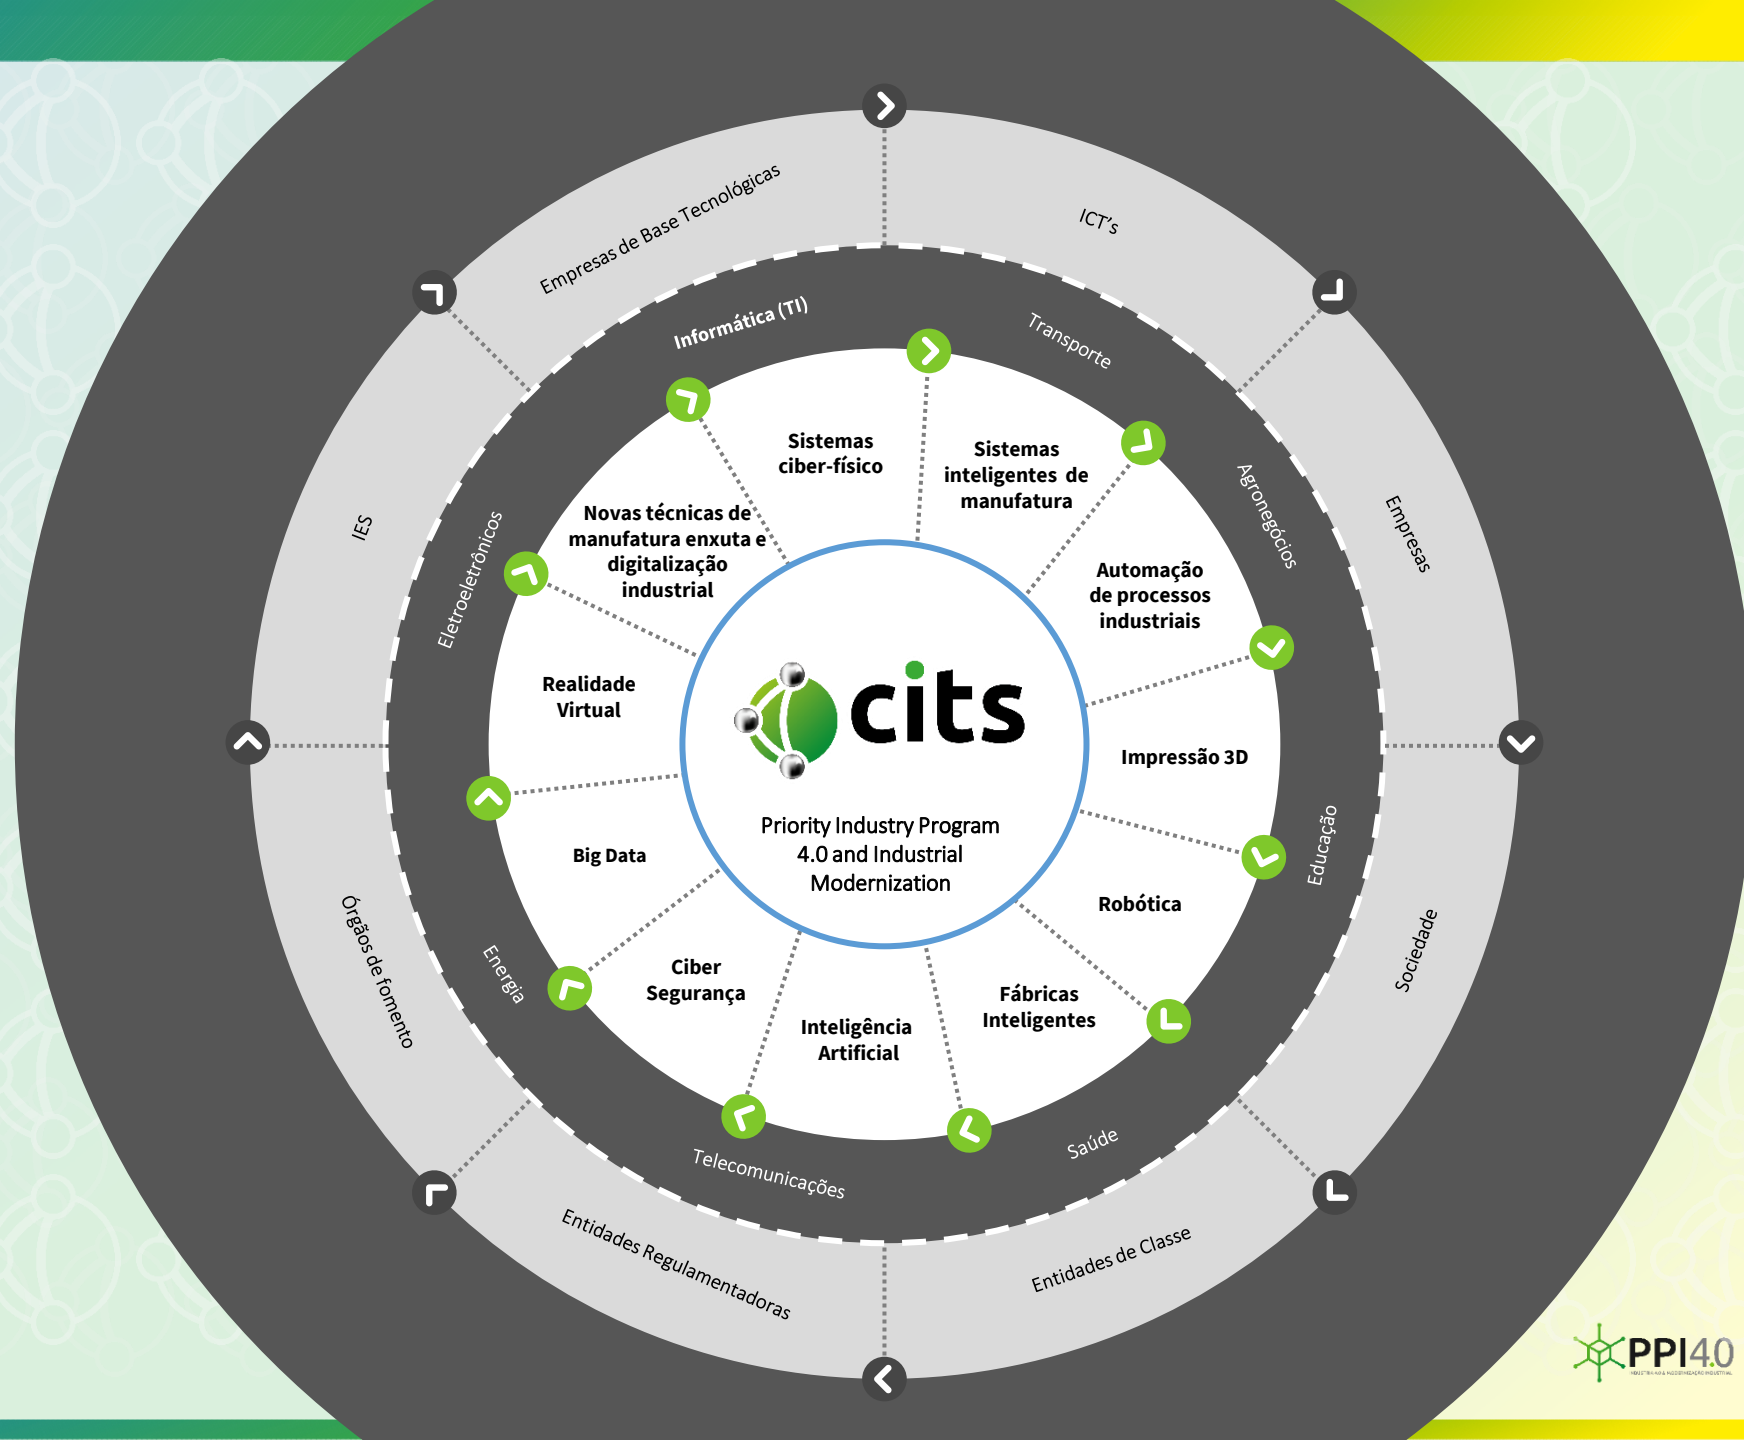 Empresas de Base Tecnológicas
ICT's
Empresas
Sociedade
Entidades de Classe
Entidades Regulamentadoras
Órgãos de fomento
IES
Informática (TI)
Transporte
Agronegócios
Educação
Saúde
Telecomunicações
Energia
Eletroeletrônicos
Sistemas
ciber-físico
Sistemas
inteligentes de
manufatura
Automação
de processos
industriais
Impressão 3D
Robótica
Fábricas
Inteligentes
Inteligência
Artificial
Ciber
Segurança
Big Data
Realidade
Virtual
Novas técnicas de
manufatura enxuta e
digitalização
industrial
cits
Priority Industry Program
4.0 and Industrial
Modernization
PPI4.0